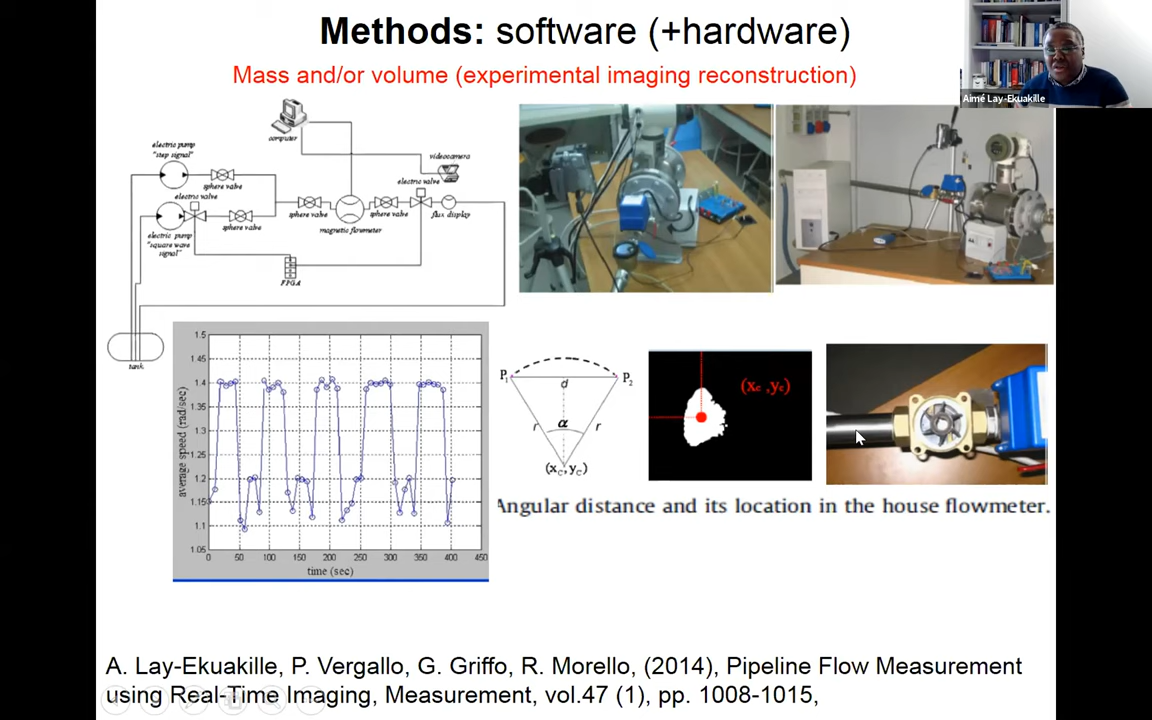 Methods: software (+hardware)
Mass and/or volume (experimental imaging reconstruction)
Aimé Lay-Ekuakille
computer
electric pump
"step signal"
sphere valve
electric valve
videocamera
electric valve
sphere valve
sphere valve
sphere valve
flux display
magnetic flowmeter
electric pump
"square wave
signal"
FPGA
tank
1.5
1.45
1.4
1.35
1.3
1.25
1.2
1.15
1.1
1.05
average speed (rad/sec)
0 50 100 150 200 250 300 350 400 450
time (sec)
P1 d P2
r α r
(xc, yc)
(xc ,yc)
Angular distance and its location in the house flowmeter.
A. Lay-Ekuakille, P. Vergallo, G. Griffo, R. Morello, (2014), Pipeline Flow Measurement
using Real-Time Imaging, Measurement, vol.47 (1), pp. 1008-1015,